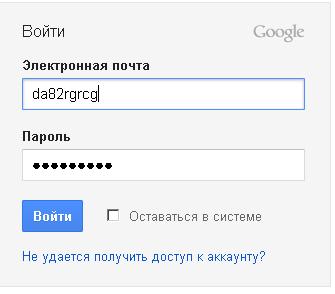 Войти Google
Электронная почта
da82rgrcg
Пароль
●●●●●●●●●
Войти Оставаться в системе
Не удается получить доступ к аккаунту?